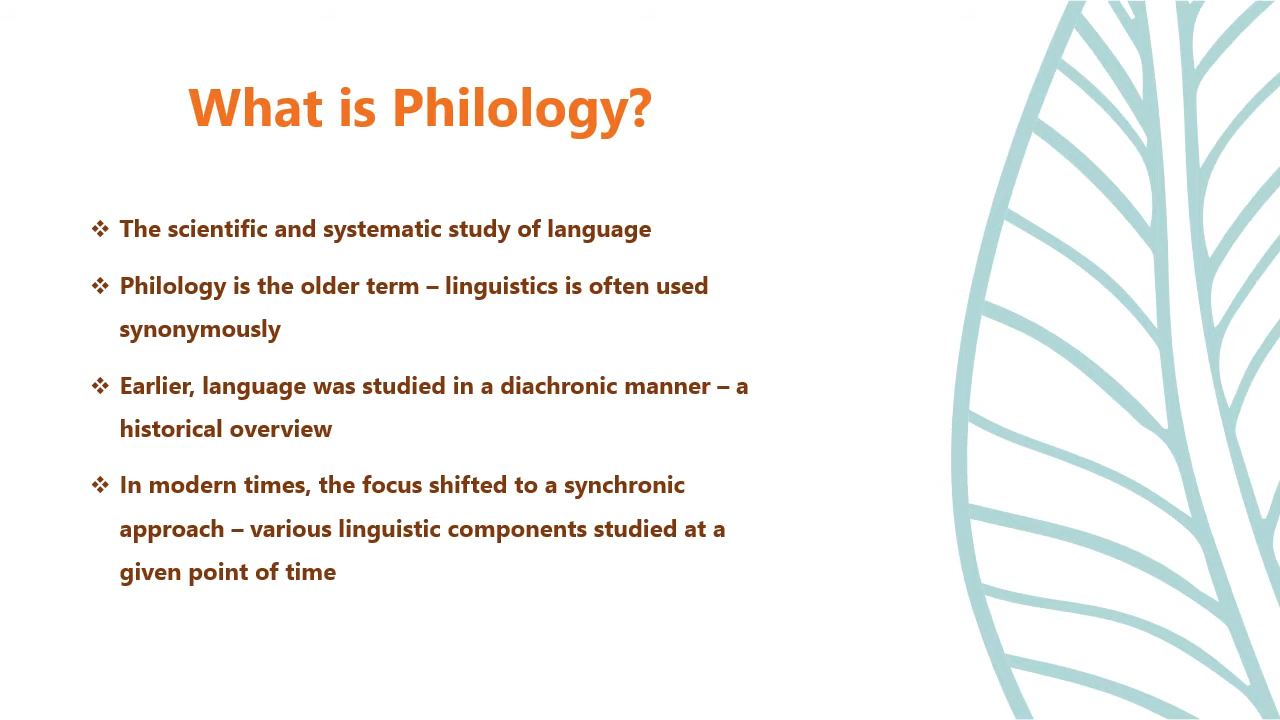 What is Philology?
❖ The scientific and systematic study of language
❖ Philology is the older term – linguistics is often used
synonymously
❖ Earlier, language was studied in a diachronic manner – a
historical overview
❖ In modern times, the focus shifted to a synchronic
approach – various linguistic components studied at a
given point of time